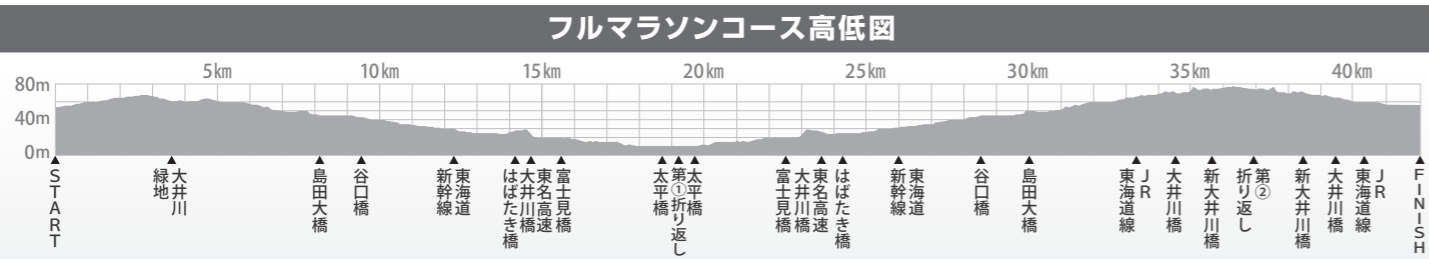 フルマラソンコース高低図
5km 10km 15km 20km 25km 30km 35km 40km
80m
40m
0m
START
大井川
緑地
島田大橋
谷口橋
東海道
新幹線
はばたき橋
大井川橋
東名高速
富士見橋
太平橋
第①折り返し
太平橋
富士見橋
大井川橋
東名高速
はばたき橋
東海道
新幹線
谷口橋
島田大橋
JR
東海道線
大井川橋
新大井川橋
第②
折り返し
新大井川橋
大井川橋
JR
東海道線
FINISH